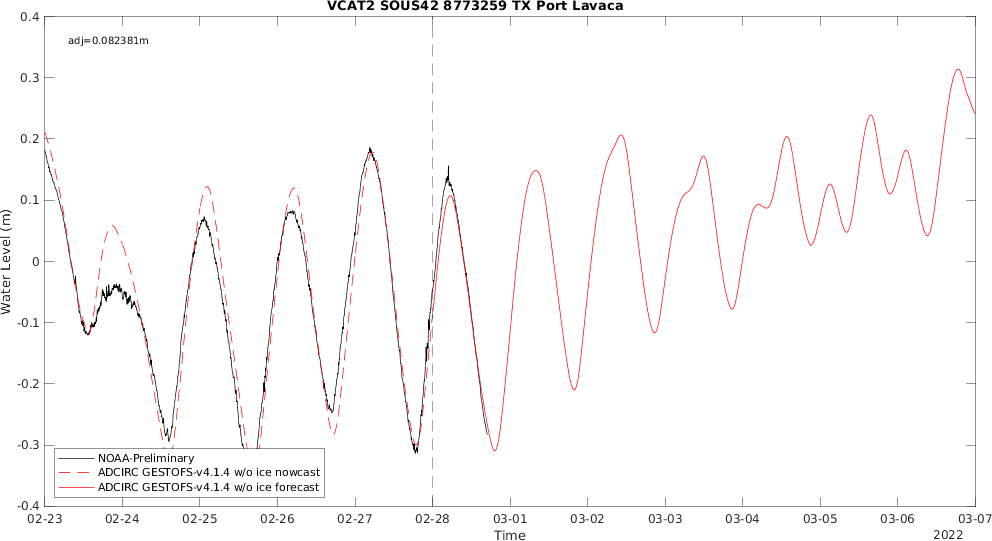 VCAT2 SOUS42 8773259 TX Port Lavaca
adj=0.082381m
0.4
0.3
0.2
0.1
0
-0.1
-0.2
-0.3
-0.4
Water Level (m)
NOAA-Preliminary
ADCIRC GESTOFS-v4.1.4 w/o ice nowcast
ADCIRC GESTOFS-v4.1.4 w/o ice forecast
02-23 02-24 02-25 02-26 02-27 02-28 03-01 03-02 03-03 03-04 03-05 03-06 03-07
Time
2022